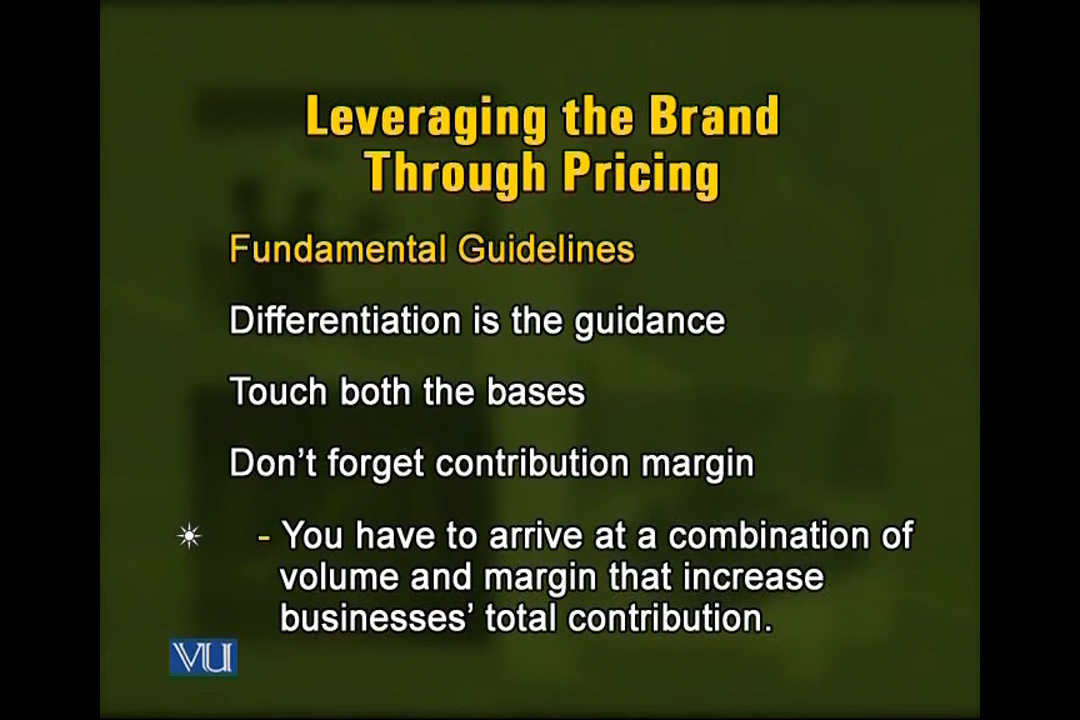 Leveraging the Brand
Through Pricing
Fundamental Guidelines
Differentiation is the guidance
Touch both the bases
Don't forget contribution margin
- You have to arrive at a combination of
volume and margin that increase
businesses' total contribution.
VU